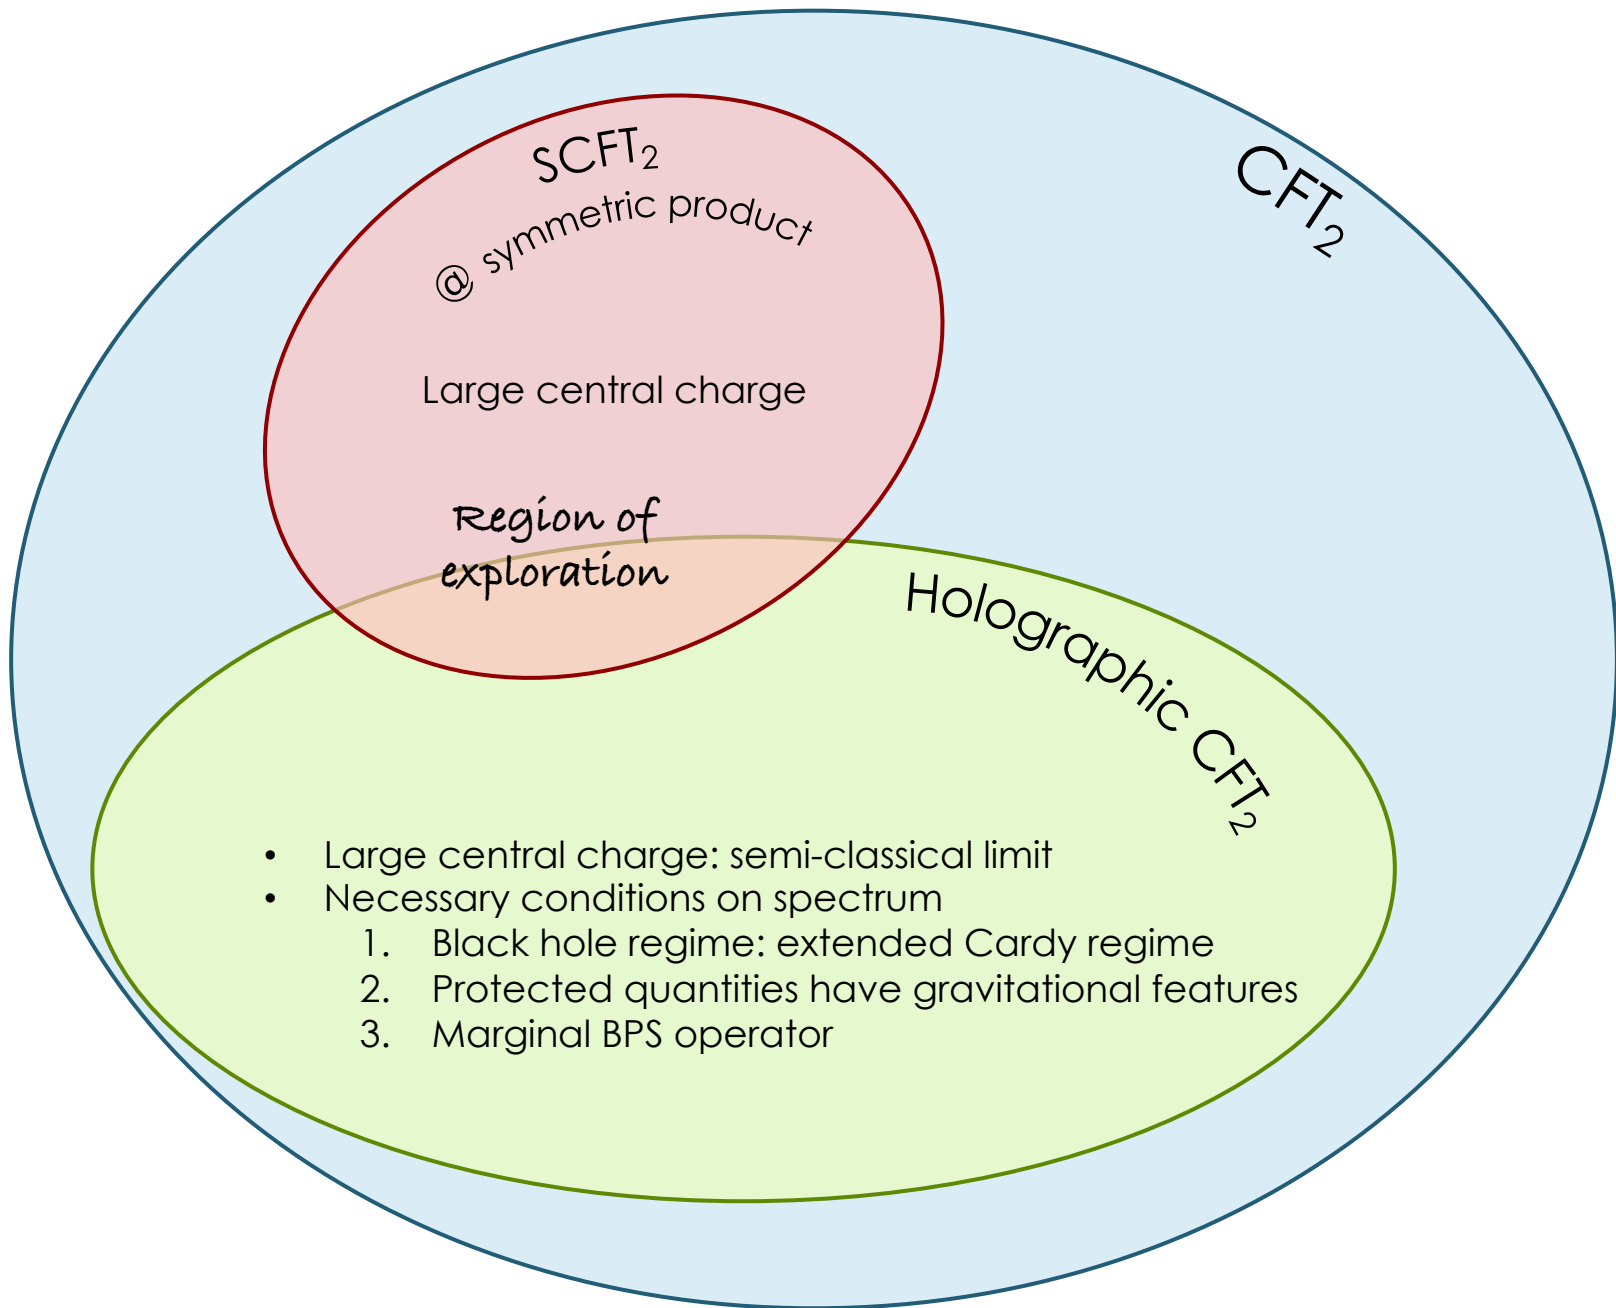 SCFT₂
@ symmetric product
CFT₂
Large central charge
Region of
exploration
Holographic CFT₂
• Large central charge: semi-classical limit
• Necessary conditions on spectrum
1. Black hole regime: extended Cardy regime
2. Protected quantities have gravitational features
3. Marginal BPS operator